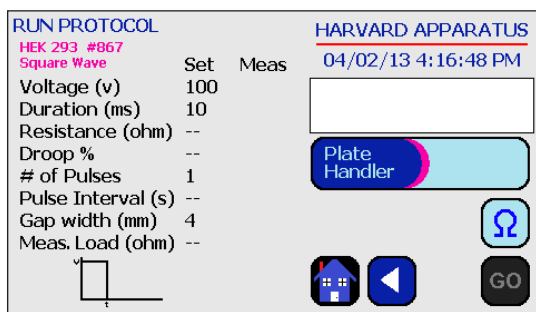 RUN PROTOCOL
HEK 293 #867
Square Wave
Set Meas
Voltage (v) 100
Duration (ms) 10
Resistance (ohm) --
Droop % --
# of Pulses 1
Pulse Interval (s) --
Gap width (mm) 4
Meas. Load (ohm) --
v
t
HARVARD APPARATUS
04/02/13 4:16:48 PM
Plate
Handler
Ω
GO